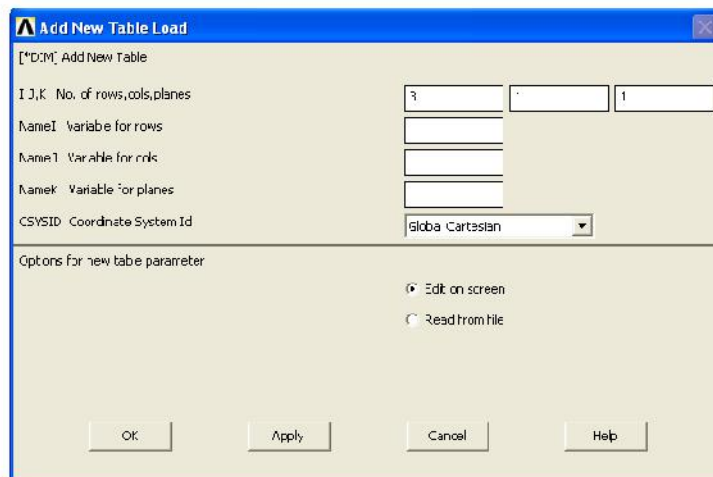 Add New Table Load
[*DIM] Add New Table
I,J,K No. of rows,cols,planes 3 1 1
NameI Variable for rows
NameJ Variable for cols
NameK Variable for planes
CSYSID Coordinate System Id Global Cartesian
Options for new table parameter
Edit on screen
Read from file
OK Apply Cancel Help